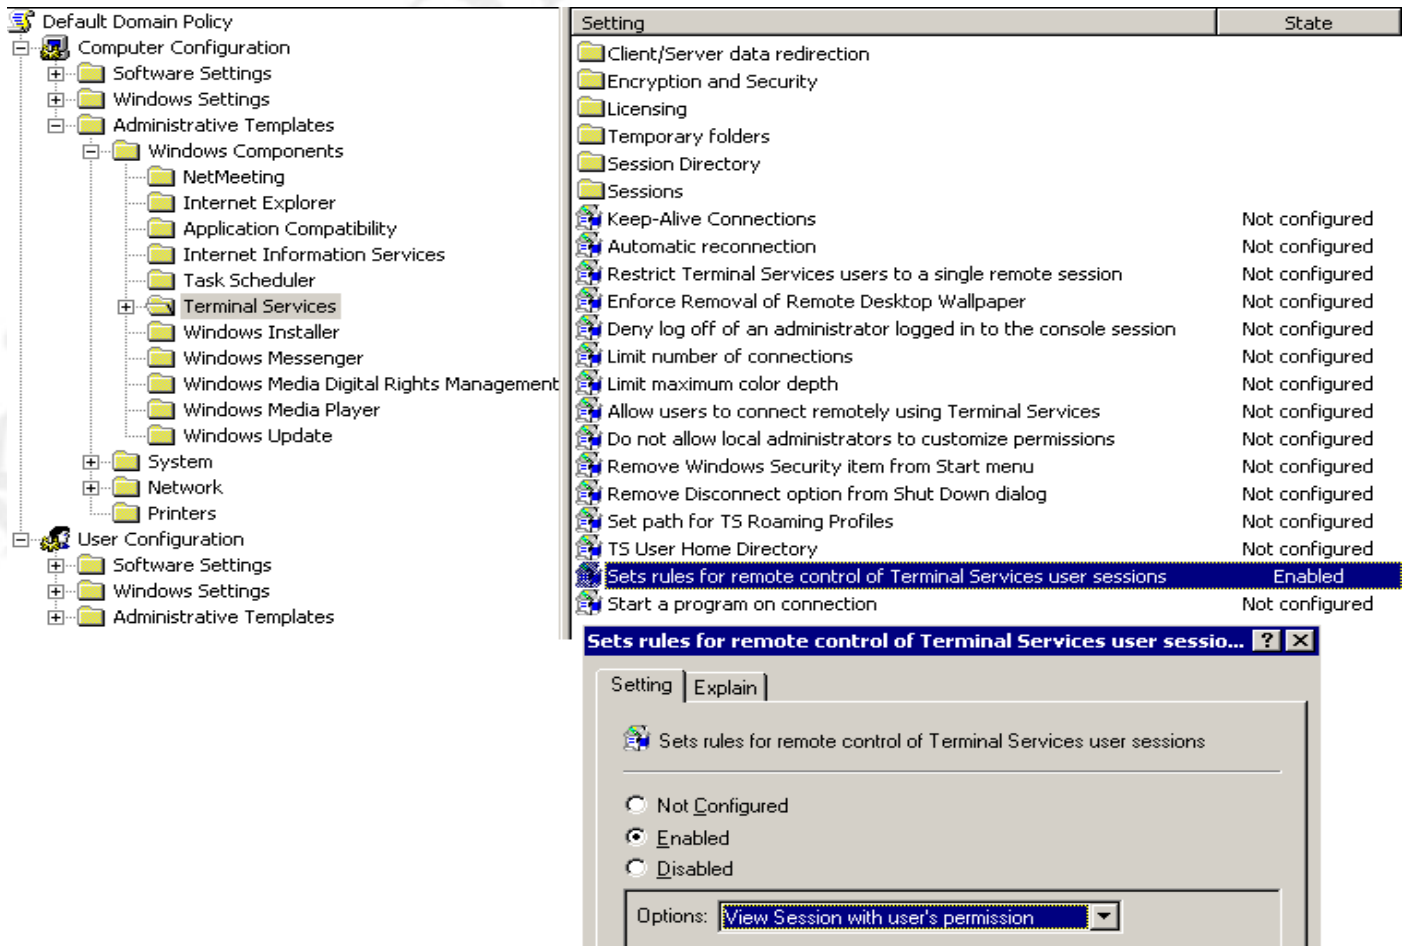 Default Domain Policy
Computer Configuration
Software Settings
Windows Settings
Administrative Templates
Windows Components
NetMeeting
Internet Explorer
Application Compatibility
Internet Information Services
Task Scheduler
Terminal Services
Windows Installer
Windows Messenger
Windows Media Digital Rights Management
Windows Media Player
Windows Update
System
Network
Printers
User Configuration
Software Settings
Windows Settings
Administrative Templates
Setting State
Client/Server data redirection
Encryption and Security
Licensing
Temporary folders
Session Directory
Sessions
Keep-Alive Connections Not configured
Automatic reconnection Not configured
Restrict Terminal Services users to a single remote session Not configured
Enforce Removal of Remote Desktop Wallpaper Not configured
Deny log off of an administrator logged in to the console session Not configured
Limit number of connections Not configured
Limit maximum color depth Not configured
Allow users to connect remotely using Terminal Services Not configured
Do not allow local administrators to customize permissions Not configured
Remove Windows Security item from Start menu Not configured
Remove Disconnect option from Shut Down dialog Not configured
Set path for TS Roaming Profiles Not configured
TS User Home Directory Not configured
Sets rules for remote control of Terminal Services user sessions Enabled
Start a program on connection Not configured
Sets rules for remote control of Terminal Services user sessio... ?
Setting Explain
Sets rules for remote control of Terminal Services user sessions
Not Configured
Enabled
Disabled
Options: View Session with user's permission